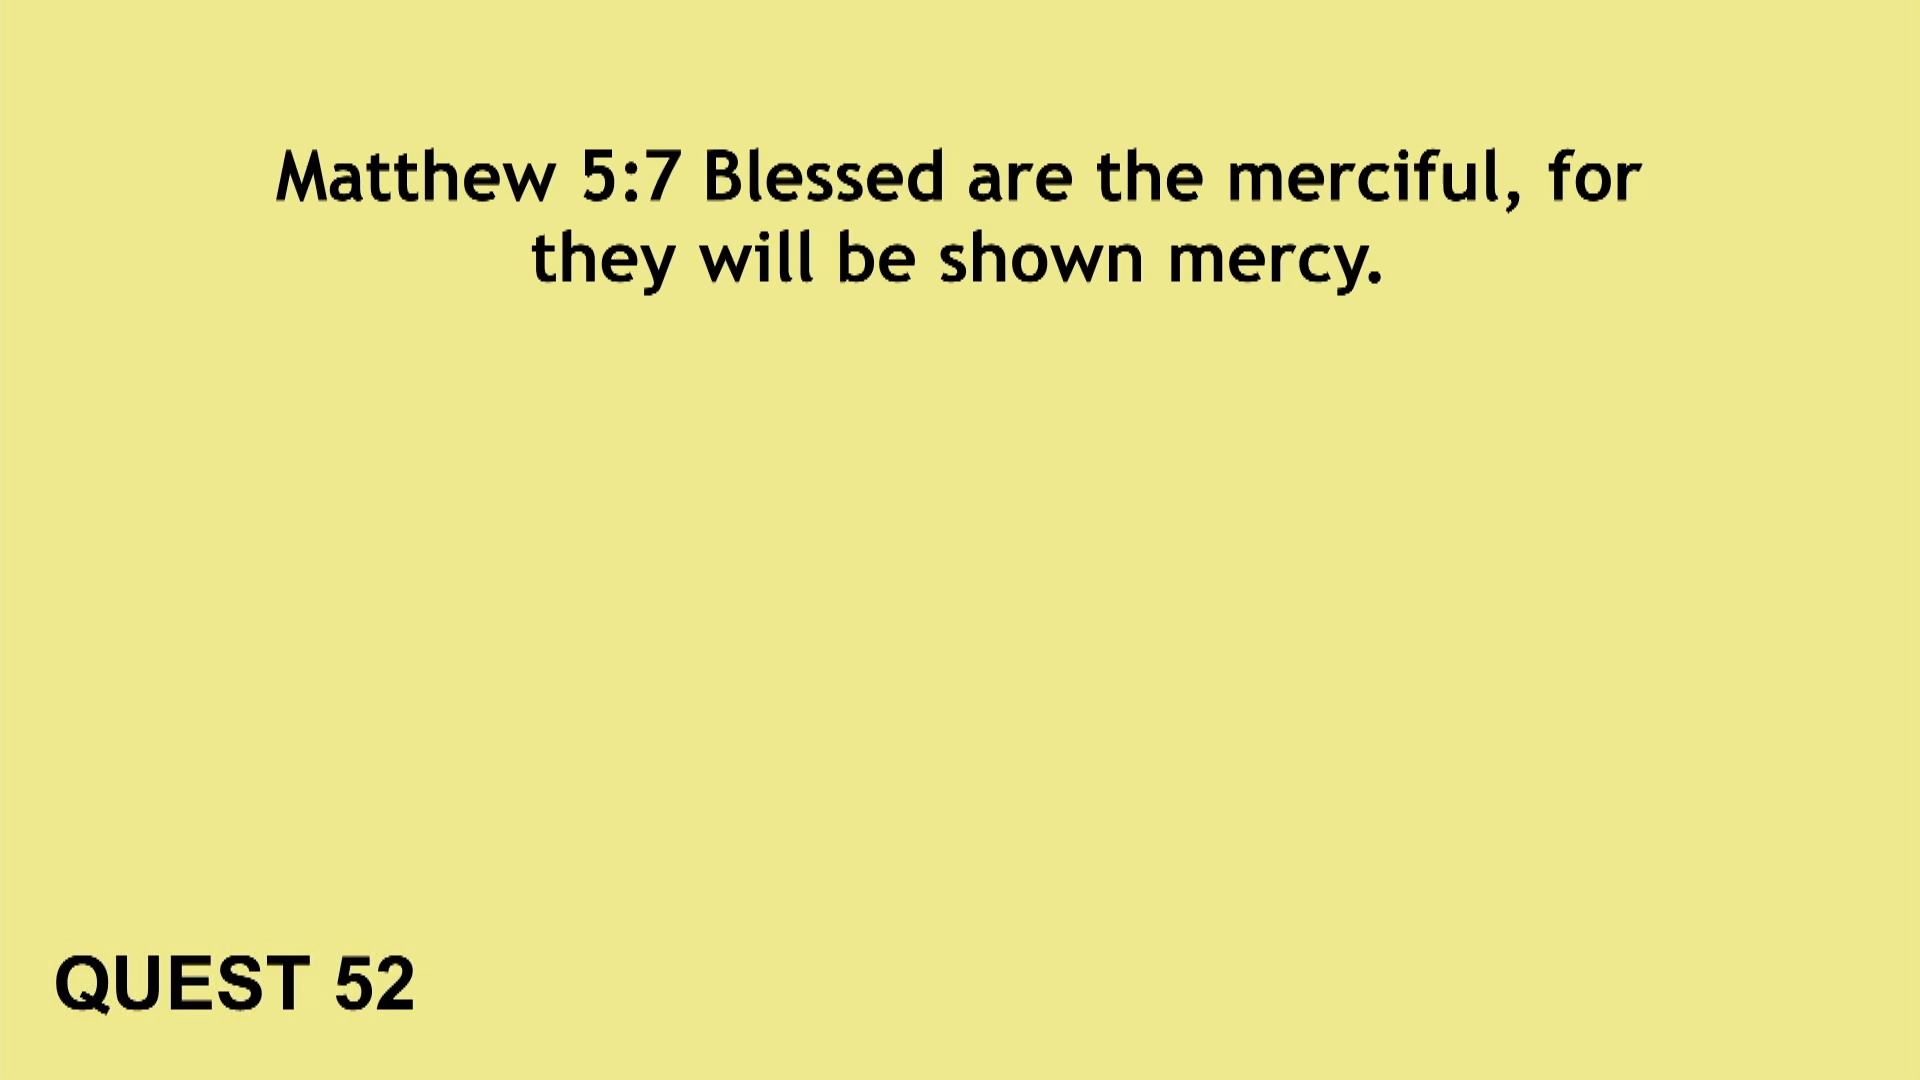 Matthew 5:7 Blessed are the merciful, for
they will be shown mercy.
QUEST 52